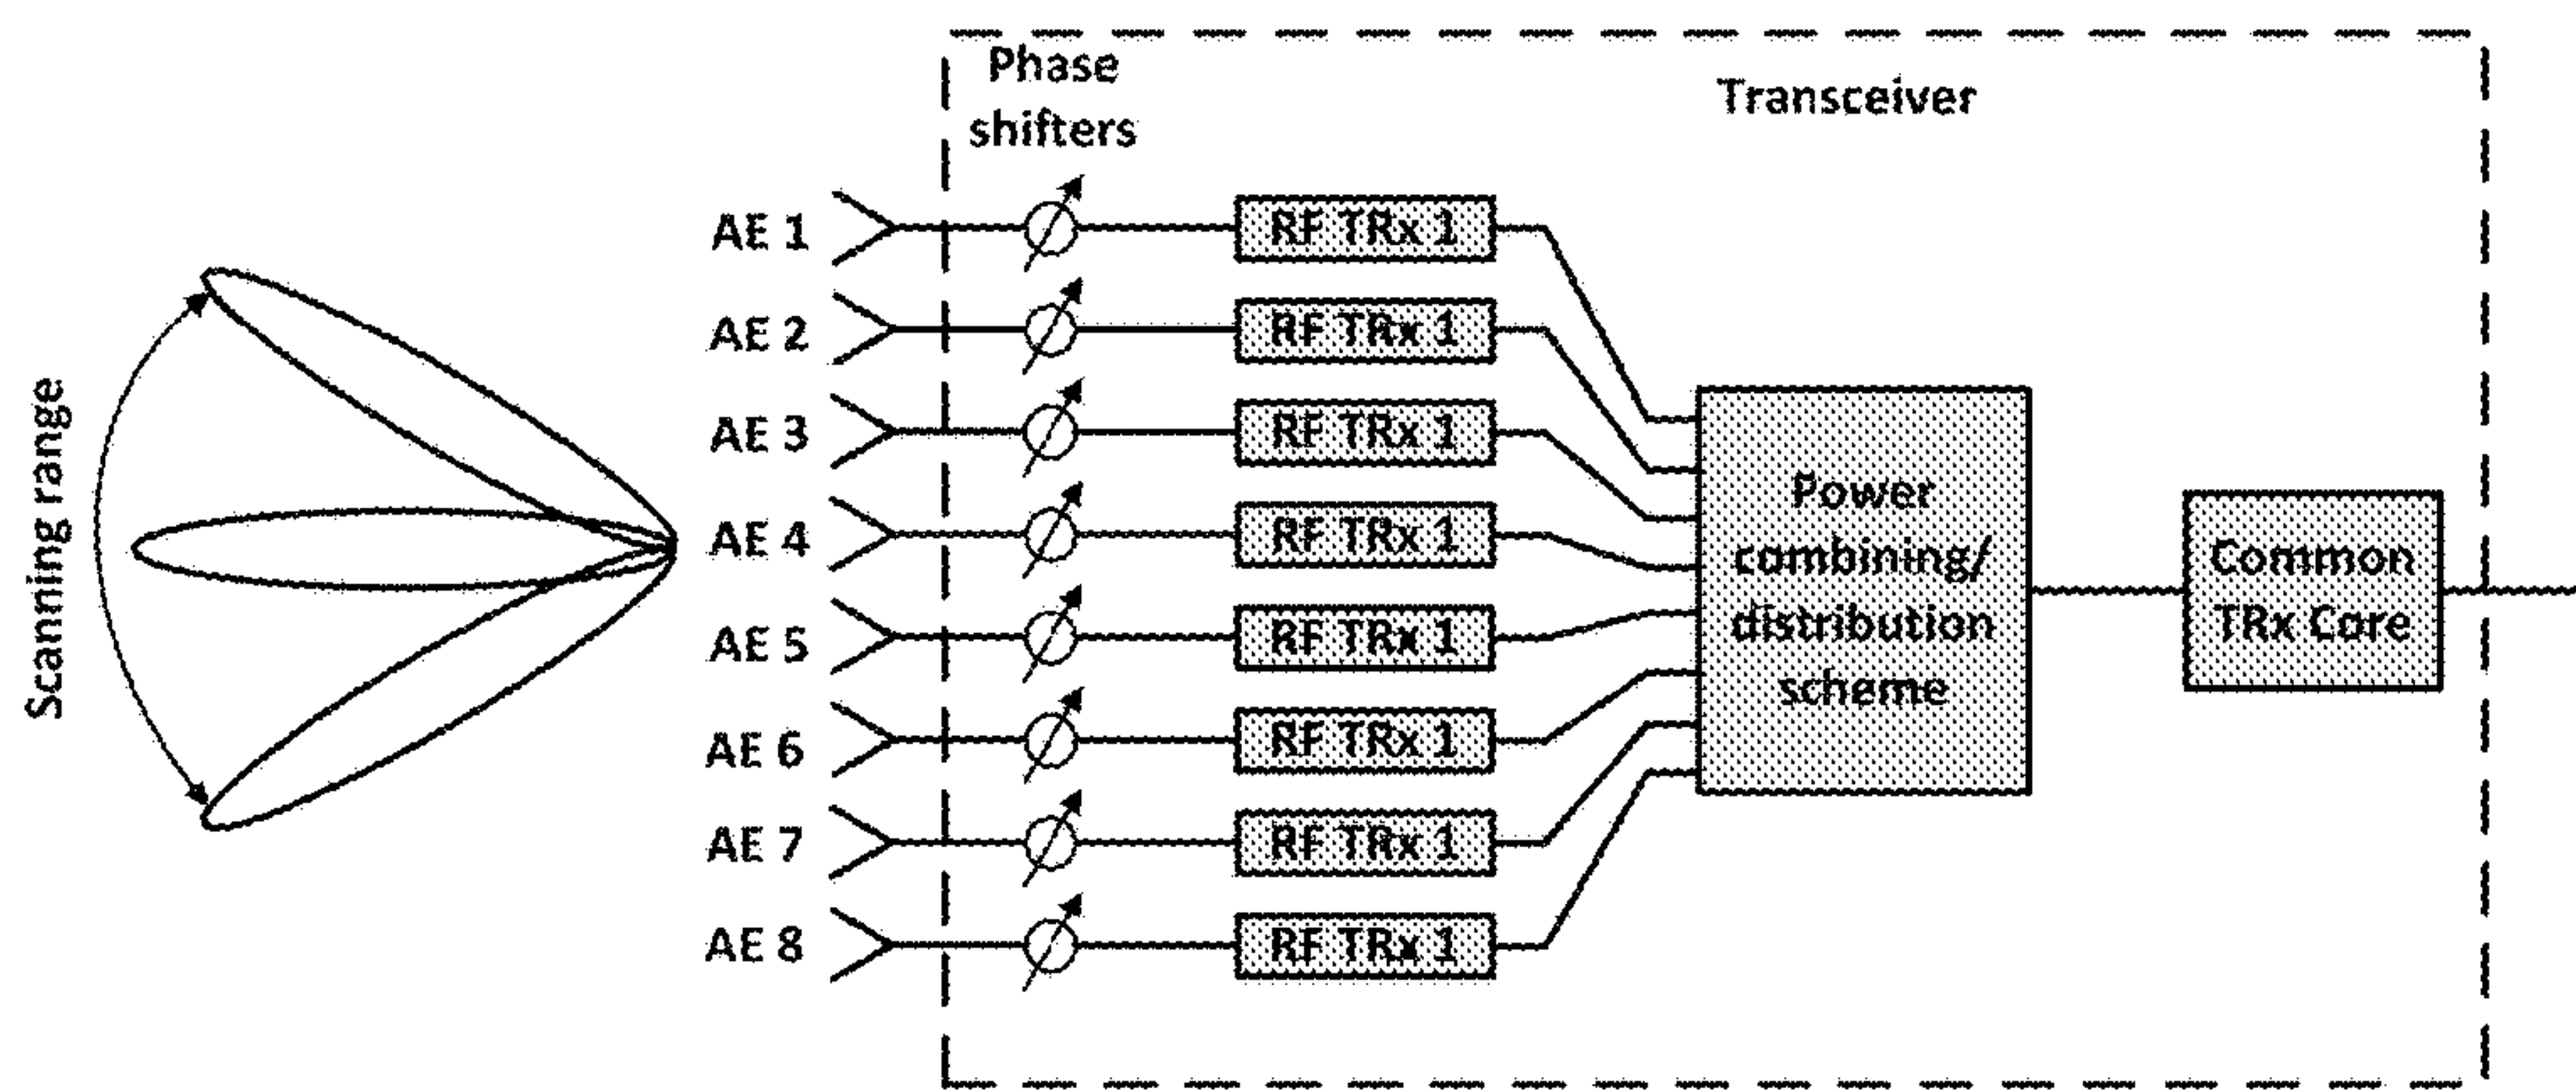 Phase
shifters
Transceiver
Scanning range
AE 1
RF TRx 1
AE 2
RF TRx 1
AE 3
RF TRx 1
AE 4
RF TRx 1
AE 5
RF TRx 1
AE 6
RF TRx 1
AE 7
RF TRx 1
AE 8
RF TRx 1
Power
combining/
distribution
scheme
Common
TRx Core